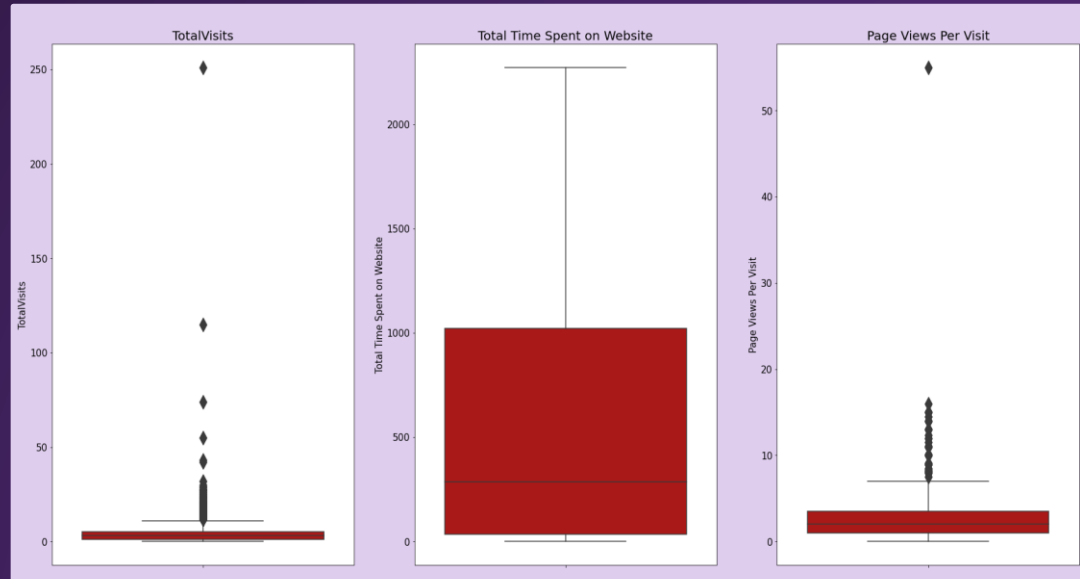 TotalVisits
Total Time Spent on Website
Page Views Per Visit
TotalVisits
250
200
150
100
50
0
Total Time Spent on Website
2000
1500
1000
500
0
Page Views Per Visit
50
40
30
20
10
0